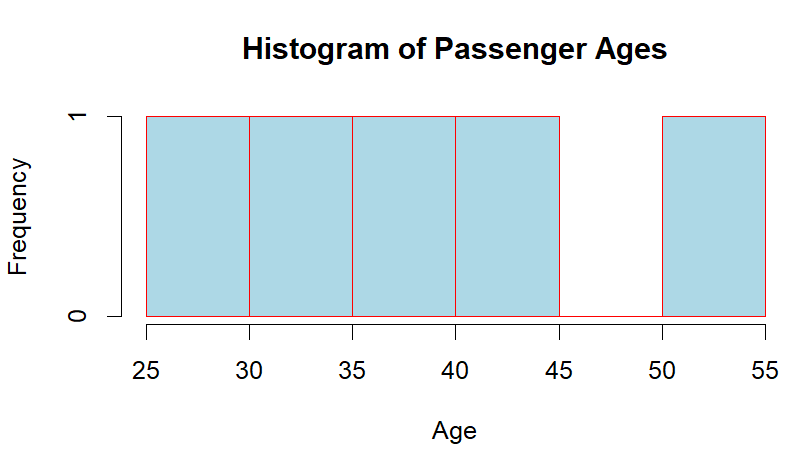 Histogram of Passenger Ages
Frequency
1
0
25 30 35 40 45 50 55
Age